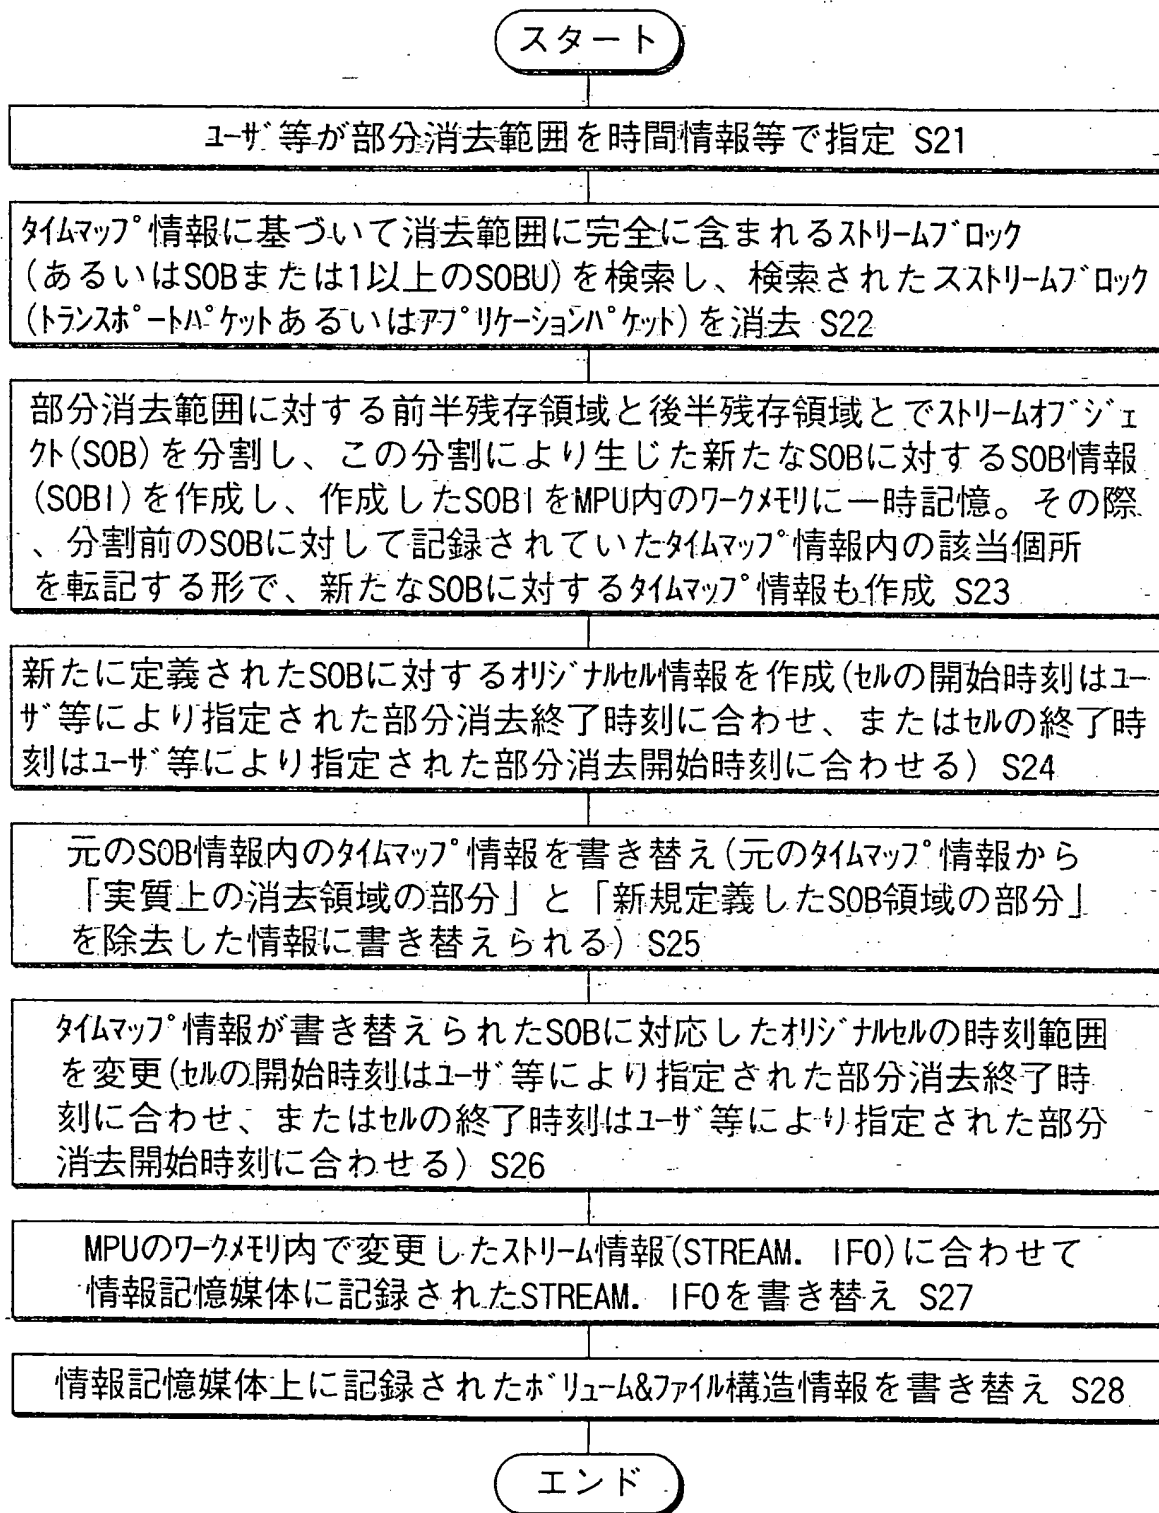 スタート
ﾕｰｻﾞ等が部分消去範囲を時間情報等で指定 S21
ﾀｲﾑﾏｯﾌﾟ情報に基づいて消去範囲に完全に含まれるｽﾄﾘｰﾑﾌﾞﾛｯｸ
(あるいはSOBまたは1以上のSOBU)を検索し、検索されたスｽﾄﾘｰﾑﾌﾞﾛｯｸ
(ﾄﾗﾝｽﾎﾟｰﾄﾊﾟｹｯﾄあるいはｱﾌﾟﾘｹｰｼｮﾝﾊﾟｹｯﾄ)を消去 S22
部分消去範囲に対する前半残存領域と後半残存領域とでｽﾄﾘｰﾑｵﾌﾞｼﾞｪ
ｸﾄ(SOB)を分割し、この分割により生じた新たなSOBに対するSOB情報
(SOBI)を作成し、作成したSOBIをMPU内のﾜｰｸﾒﾓﾘに一時記憶。その際
、分割前のSOBに対して記録されていたﾀｲﾑﾏｯﾌﾟ情報内の該当個所
を転記する形で、新たなSOBに対するﾀｲﾑﾏｯﾌﾟ情報も作成 S23
新たに定義されたSOBに対するｵﾘｼﾞﾅﾙｾﾙ情報を作成(ｾﾙの開始時刻はﾕｰ
ｻﾞ等により指定された部分消去終了時刻に合わせ、またはｾﾙの終了時
刻はﾕｰｻﾞ等により指定された部分消去開始時刻に合わせる) S24
元のSOB情報内のﾀｲﾑﾏｯﾌﾟ情報を書き替え(元のﾀｲﾑﾏｯﾌﾟ情報から
「実質上の消去領域の部分」と「新規定義したSOB領域の部分」
を除去した情報に書き替えられる) S25
ﾀｲﾑﾏｯﾌﾟ情報が書き替えられたSOBに対応したｵﾘｼﾞﾅﾙｾﾙの時刻範囲
を変更(ｾﾙの開始時刻はﾕｰｻﾞ等により指定された部分消去終了時
刻に合わせ、またはｾﾙの終了時刻はﾕｰｻﾞ等により指定された部分
消去開始時刻に合わせる) S26
MPUのﾜｰｸﾒﾓﾘ内で変更したｽﾄﾘｰﾑ情報(STREAM. IFO)に合わせて
情報記憶媒体に記録されたSTREAM. IFOを書き替え S27
情報記憶媒体上に記録されたﾎﾞﾘｭｰﾑ&ﾌｧｲﾙ構造情報を書き替え S28
エンド